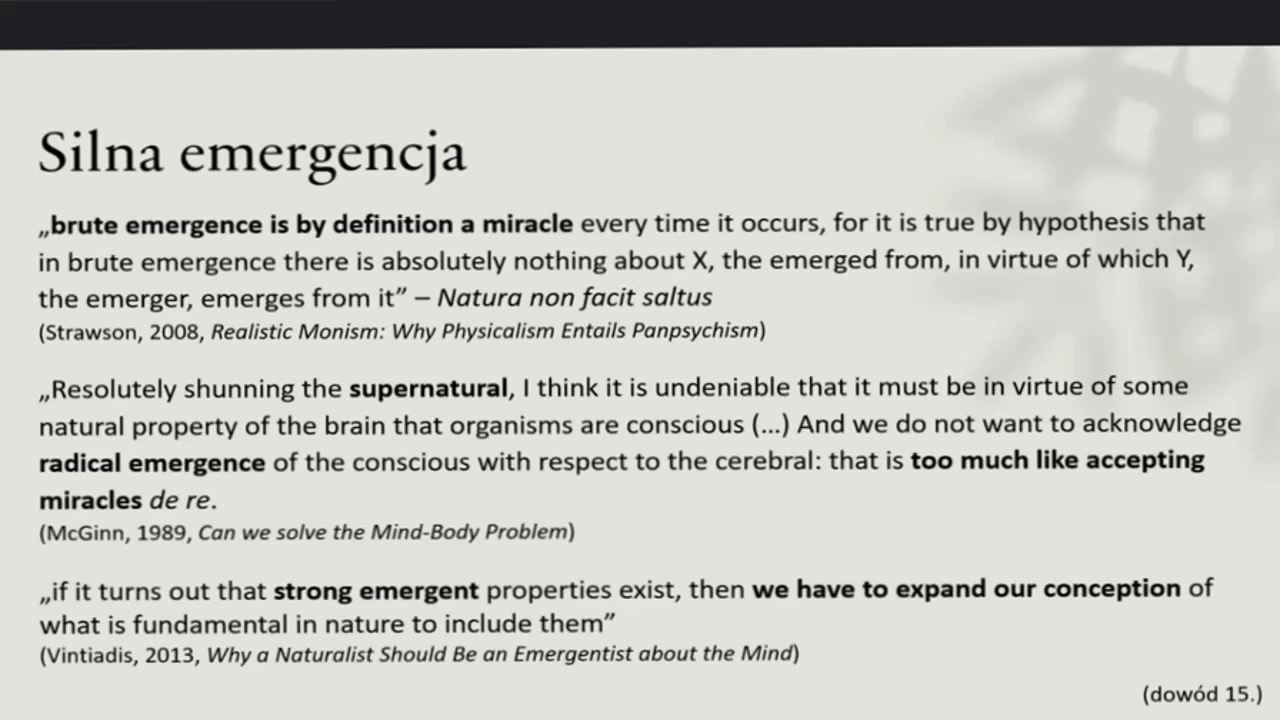 Silna emergencja
„brute emergence is by definition a miracle every time it occurs, for it is true by hypothesis that
in brute emergence there is absolutely nothing about X, the emerged from, in virtue of which Y,
the emerger, emerges from it” – Natura non facit saltus
(Strawson, 2008, Realistic Monism: Why Physicalism Entails Panpsychism)
„Resolutely shunning the supernatural, I think it is undeniable that it must be in virtue of some
natural property of the brain that organisms are conscious (...) And we do not want to acknowledge
radical emergence of the conscious with respect to the cerebral: that is too much like accepting
miracles de re.
(McGinn, 1989, Can we solve the Mind-Body Problem)
„if it turns out that strong emergent properties exist, then we have to expand our conception of
what is fundamental in nature to include them”
(Vintiadis, 2013, Why a Naturalist Should Be an Emergentist about the Mind)
(dowód 15.)